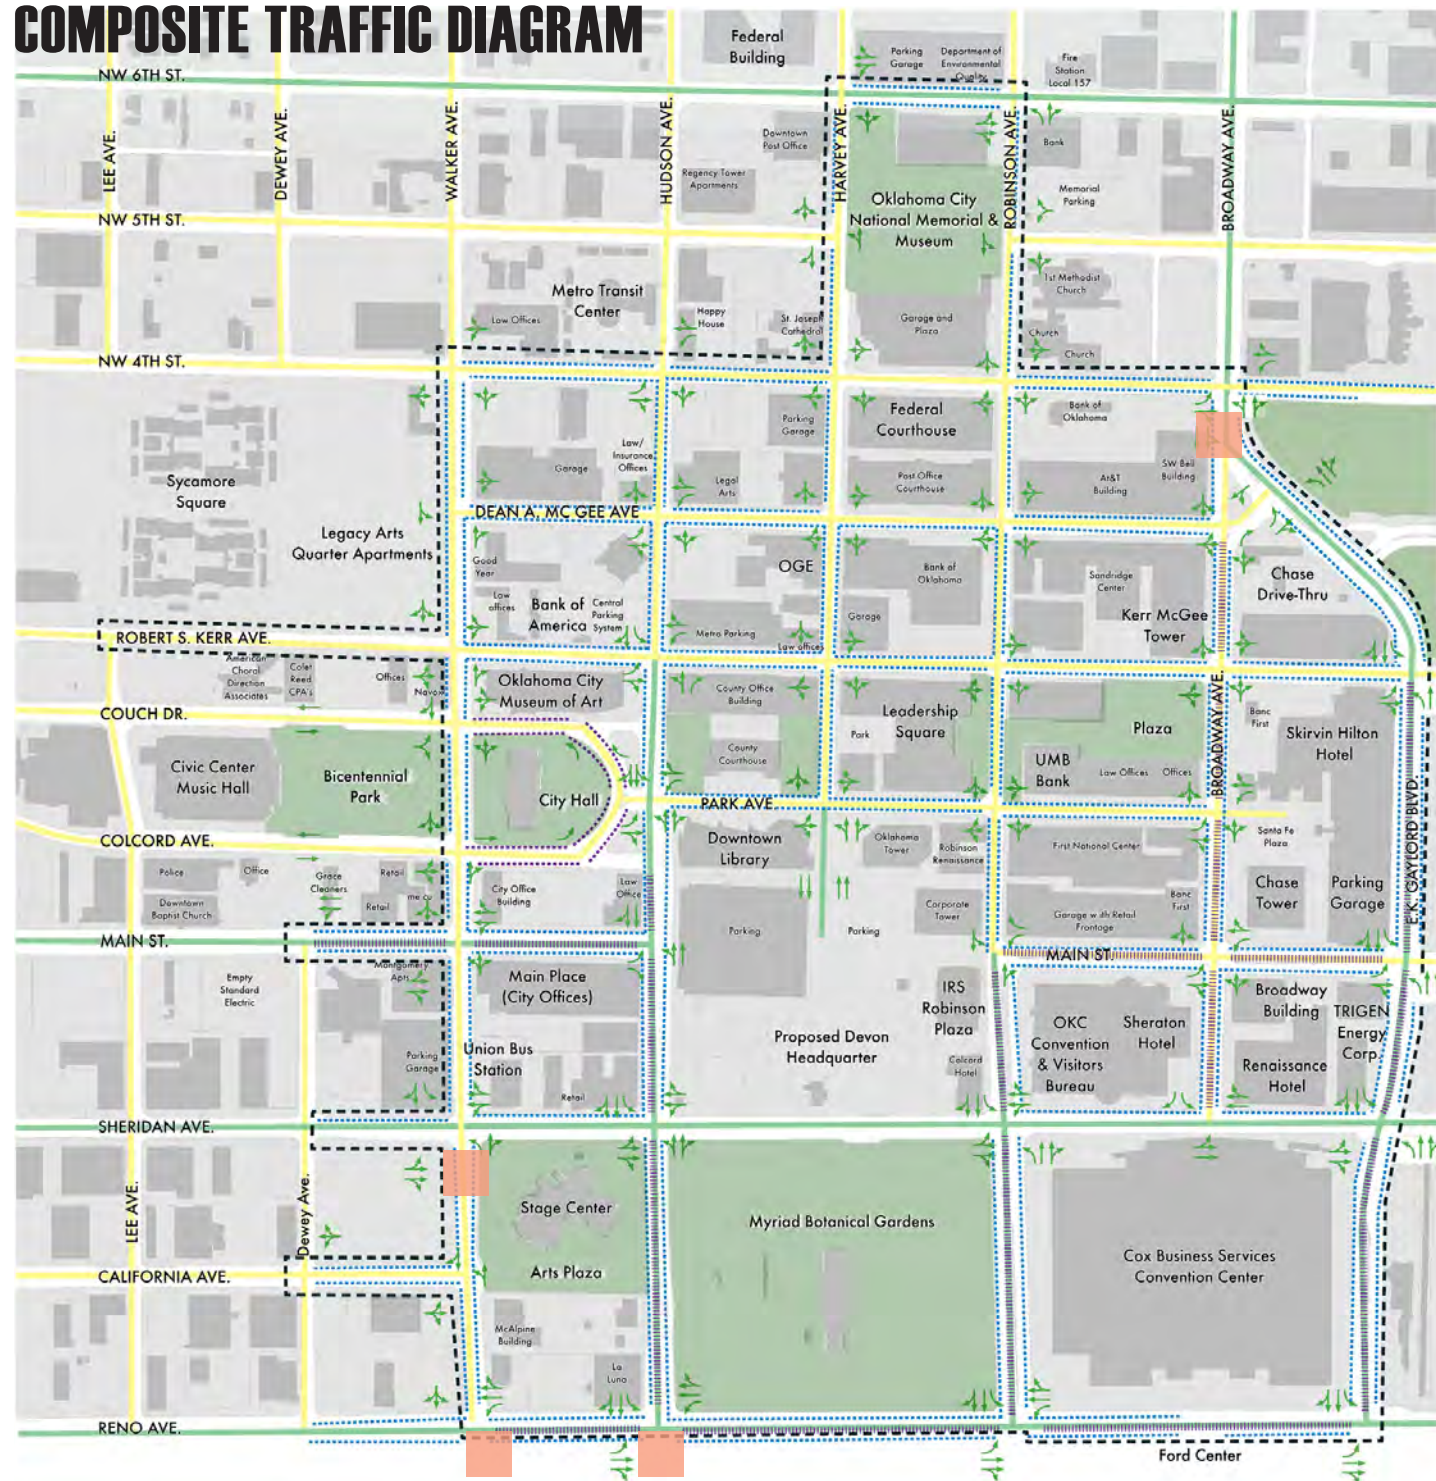 COMPOSITE TRAFFIC DIAGRAM
Federal
Building
Parking
Garage
Department of
Environmental
Quality
Fire
Station
Local 157
NW 6TH ST.
LEE AVE.
DEWEY AVE.
WALKER AVE.
HUDSON AVE.
HARVEY AVE.
ROBINSON AVE.
BROADWAY AVE.
Downtown
Post Office
Bank
Regency Tower
Apartments
Oklahoma City
National Memorial &
Museum
Memorial
Parking
NW 5TH ST.
Metro Transit
Center
1st Methodist
Church
Law Offices
Happy
House
St. Joseph
Cathedral
Garage and
Plaza
Church
Church
NW 4TH ST.
Federal
Courthouse
Bank of
Oklahoma
Parking
Garage
Law/
Insurance
Offices
Garage
Legal
Arts
Post Office
Courthouse
At&T
Building
SW Bell
Building
Sycamore
Square
DEAN A. MC GEE AVE
Legacy Arts
Quarter Apartments
Good
Year
OGE
Bank of
Oklahoma
Sandridge
Center
Chase
Drive-Thru
Law
offices
Bank of
America
Central
Parking
System
Metro Parking
Law offices
Garage
Kerr McGee
Tower
ROBERT S. KERR AVE.
American
Choral
Direction
Associates
Colet
Reed
CPA's
Offices
Navox
Oklahoma City
Museum of Art
County Office
Building
Leadership
Square
Plaza
BROADWAY AVE.
Banc
First
Skirvin Hilton
Hotel
COUCH DR.
Civic Center
Music Hall
Bicentennial
Park
City Hall
County
Courthouse
Park
UMB
Bank
Law Offices
Offices
E.K. GAYLORD BLVD.
PARK AVE.
COLCORD AVE.
Downtown
Library
Oklahoma
Tower
Robinson
Renaissance
First National Center
Santa Fe
Plaza
Police
Office
Grace
Cleaners
Retail
Retail
me cu
City Office
Building
Law
Office
Downtown
Baptist Church
Corporate
Tower
Banc
First
Garage with Retail
Frontage
Chase
Tower
Parking
Garage
Parking
Parking
MAIN ST.
MAIN ST.
Empty
Standard
Electric
Montgomery
Apts.
Main Place
(City Offices)
IRS
Robinson
Plaza
Broadway
Building
TRIGEN
Energy
Corp.
Proposed Devon
Headquarter
OKC
Convention
& Visitors
Bureau
Sheraton
Hotel
Parking
Garage
Union Bus
Station
Retail
Colcord
Hotel
Renaissance
Hotel
SHERIDAN AVE.
LEE AVE.
Dewey Ave.
Stage Center
Myriad Botanical Gardens
Cox Business Services
Convention Center
CALIFORNIA AVE.
Arts Plaza
McAlpine
Building
La
Luna
RENO AVE.
Ford Center